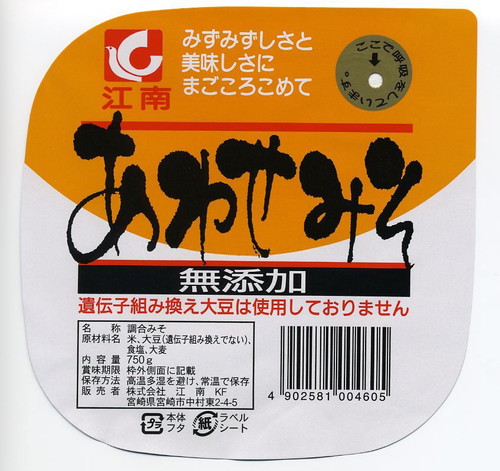 みずみずしさと
美味しさに
まごころこめて
江南
ここで呼吸をしています。
あわせみそ
無添加
遺伝子組み換え大豆は使用しておりません
名　　称　調合みそ
原材料名　米、大豆（遺伝子組み換えでない）、
食塩、大麦
内 容 量　750g
賞味期限　枠外側面に記載
保存方法　高温多湿を避け、常温で保存
販 売 者　株式会社 江 南 KF
宮崎県宮崎市中村東2-4-5
4 902581 004605
プラ 本体 フタ 紙 ラベル シート